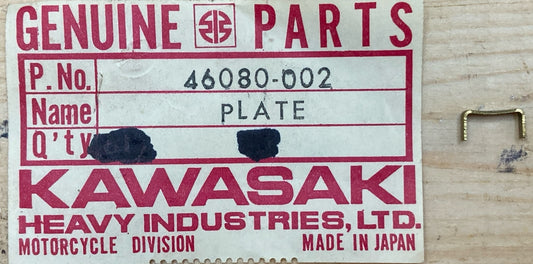 GENUINE PARTS
P.No. 46080-002
Name PLATE
Q'ty
KAWASAKI
HEAVY INDUSTRIES, LTD.
MOTORCYCLE DIVISION MADE IN JAPAN